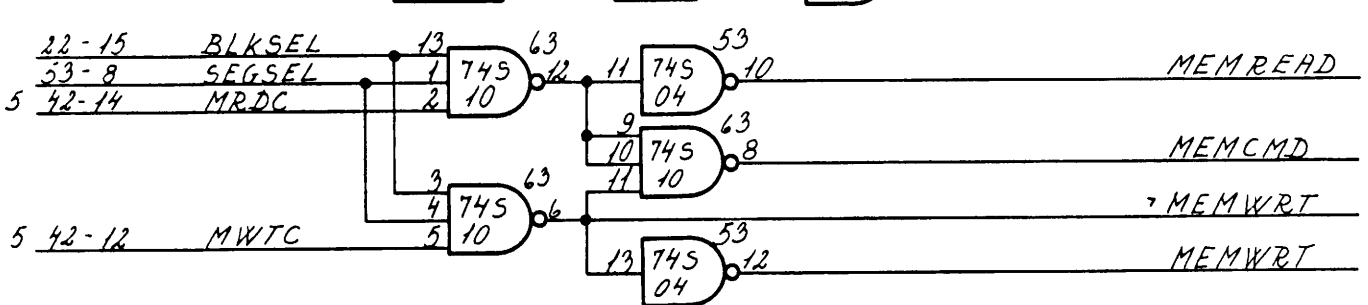 22-15 BLKSEL 13 63 53
53-8 SEGSEL 1 74S 12 11 74S 10 MEMREAD
5 42-14 MRDC 2 10 04
9 63
10 74S 8 MEMCMD
3 63 11 10
4 74S 6 ¬MEMWRT
5 42-12 MWTC 5 10 53
13 74S 12 MEMWRT
04